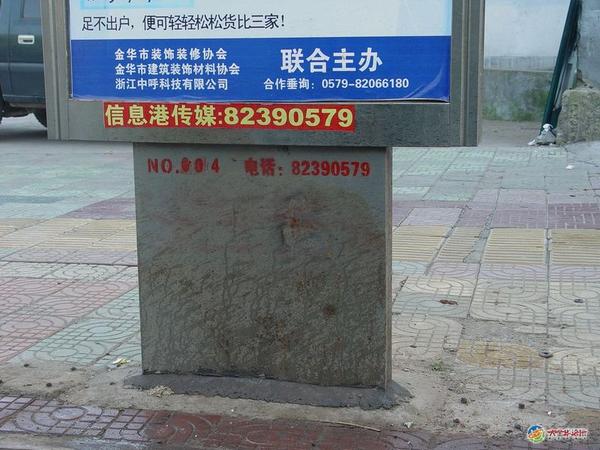 足不出户，便可轻轻松松货比三家！
金华市装饰装修协会
金华市建筑装饰材料协会
浙江中呼科技有限公司
联合主办
合作垂询：0579-82066180
信息港传媒:82390579
NO.004 电话：82390579